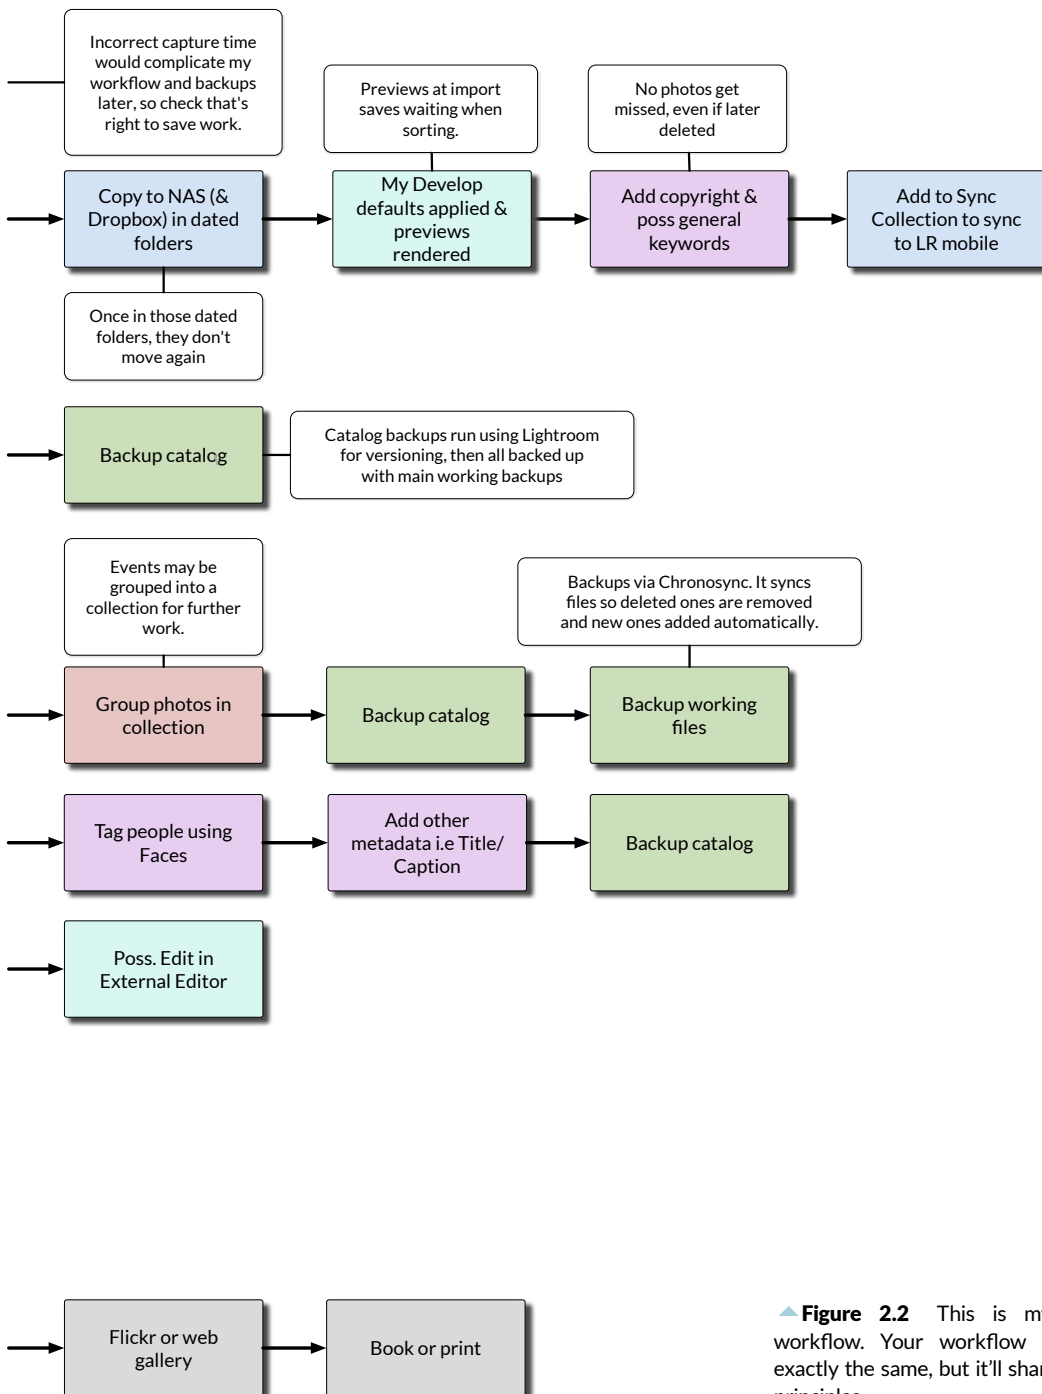 Incorrect capture time
would complicate my
workflow and backups
later, so check that's
right to save work.
Previews at import
saves waiting when
sorting.
No photos get
missed, even if later
deleted
Copy to NAS (&
Dropbox) in dated
folders
My Develop
defaults applied &
previews
rendered
Add copyright &
poss general
keywords
Add to Sync
Collection to sync
to LR mobile
Once in those dated
folders, they don't
move again
Backup catalog
Catalog backups run using Lightroom
for versioning, then all backed up
with main working backups
Events may be
grouped into a
collection for further
work.
Backups via Chronosync. It syncs
files so deleted ones are removed
and new ones added automatically.
Group photos in
collection
Backup catalog
Backup working
files
Tag people using
Faces
Add other
metadata i.e Title/
Caption
Backup catalog
Poss. Edit in
External Editor
Flickr or web
gallery
Book or print
Figure 2.2 This is
workflow. Your workflow
exactly the same, but it'll